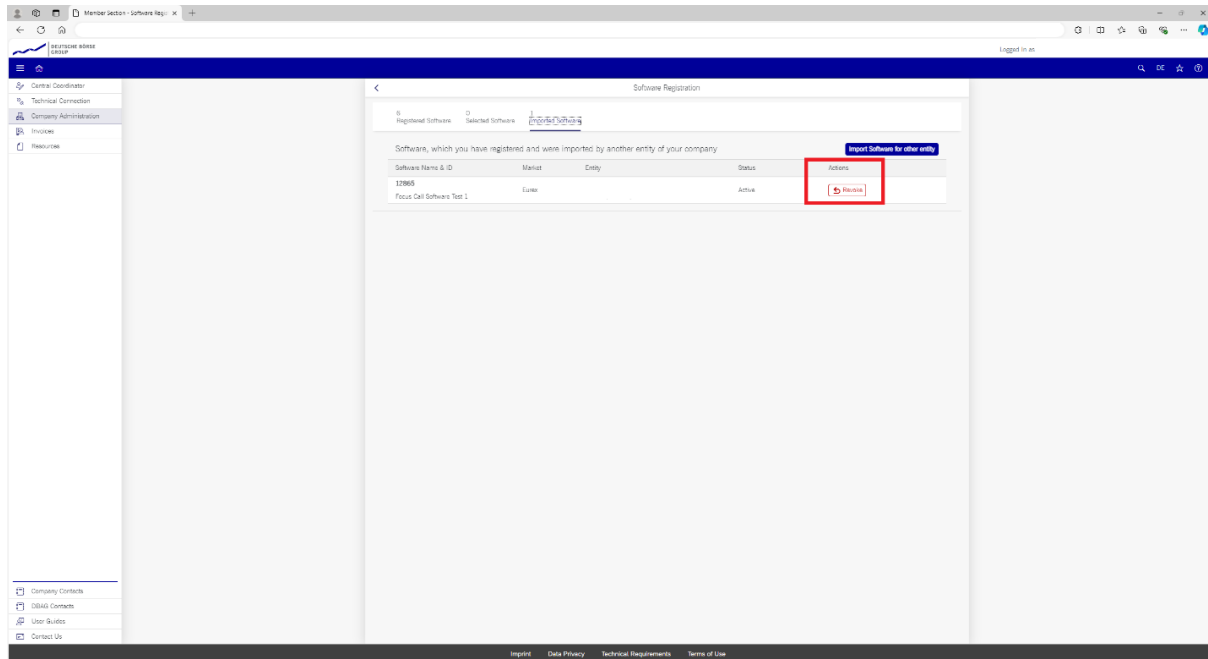 Member Section - Software Regis
DEUTSCHE BÖRSE
GROUP
Logged in as
DE
Central Coordinator
Technical Connection
Company Administration
Invoices
Resources
Software Registration
Registered Software
0
Selected Software
1
Imported Software
Software, which you have registered and were imported by another entity of your company
Import Software for other entity
Software Name & ID Market Entity Status Actions
12865
Focus Call Software Test 1
Eurex Active Revoke
Company Contacts
DBAG Contacts
User Guides
Contact Us
Imprint Data Privacy Technical Requirements Terms of Use